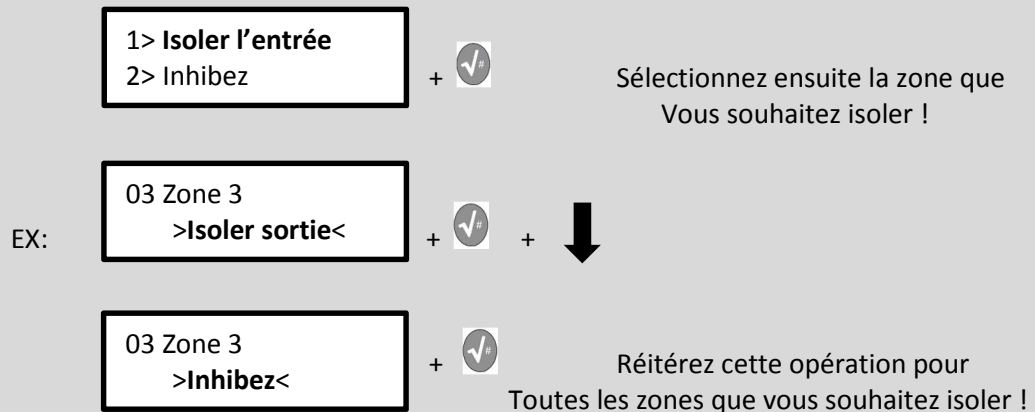 1> Isoler l’entrée
2> Inhibez
+ √#
Sélectionnez ensuite la zone que
Vous souhaitez isoler !
EX:
03 Zone 3
>Isoler sortie<
+ √# +
03 Zone 3
>Inhibez<
+ √#
Réitérez cette opération pour
Toutes les zones que vous souhaitez isoler !